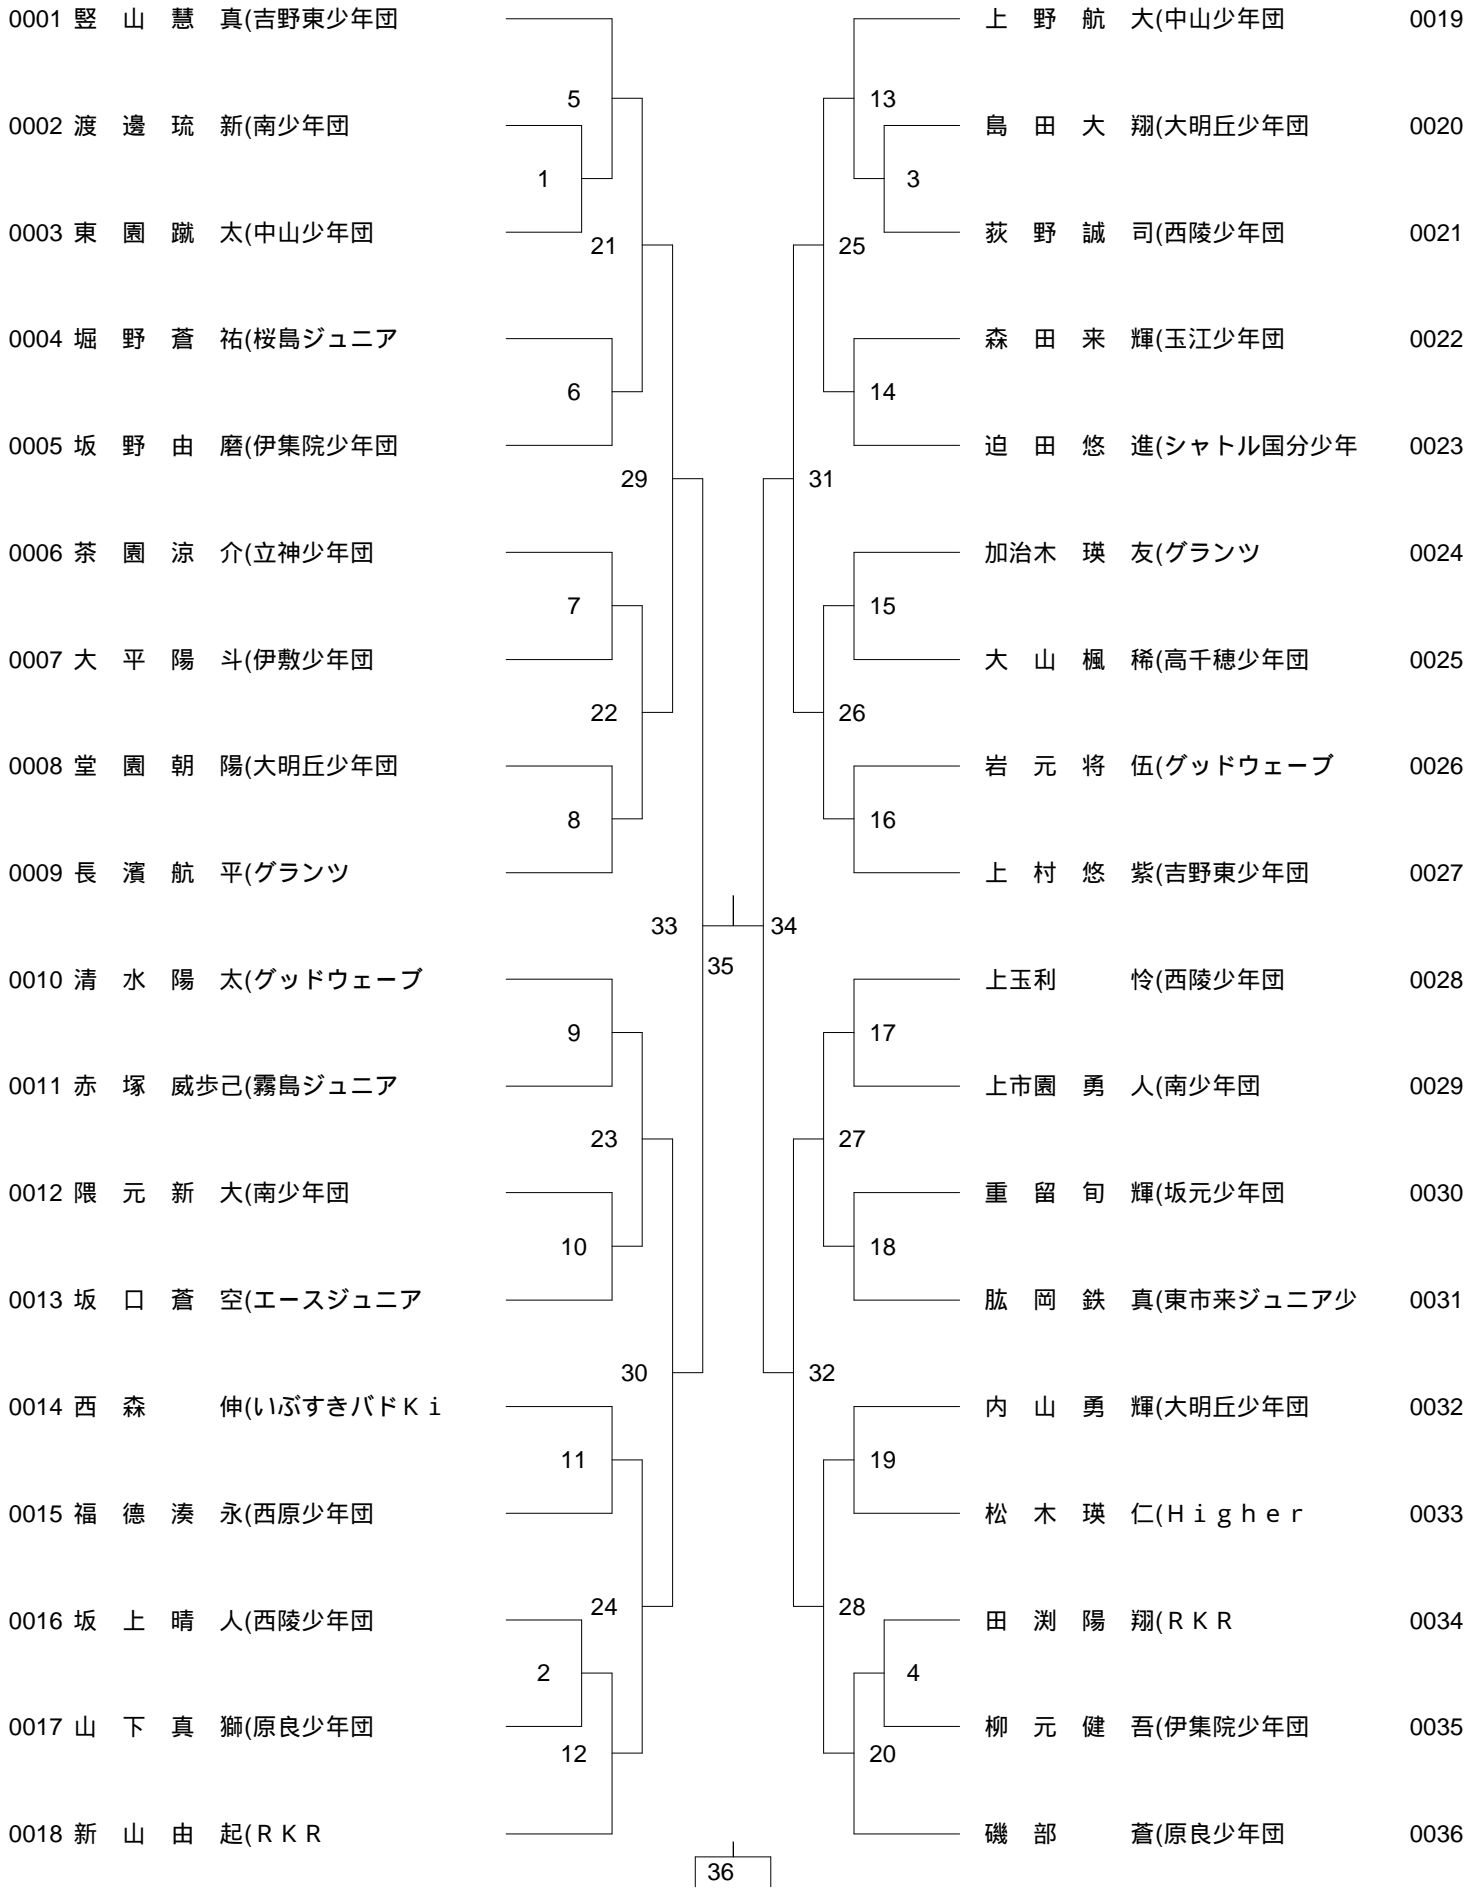 0001 竪 山 慧 真(吉野東少年団
5
0002 渡 邊 琉 新(南少年団
1
0003 東 園 蹴 太(中山少年団
21
0004 堀 野 蒼 祐(桜島ジュニア
6
0005 坂 野 由 磨(伊集院少年団
29
0006 茶 園 涼 介(立神少年団
7
0007 大 平 陽 斗(伊敷少年団
22
0008 堂 園 朝 陽(大明丘少年団
8
0009 長 濱 航 平(グランツ
33
35
0010 清 水 陽 太(グッドウェーブ
9
0011 赤 塚 威歩己(霧島ジュニア
23
0012 隈 元 新 大(南少年団
10
0013 坂 口 蒼 空(エースジュニア
30
0014 西 森 伸(いぶすきバドKi
11
0015 福 德 湊 永(西原少年団
24
0016 坂 上 晴 人(西陵少年団
2
0017 山 下 真 獅(原良少年団
12
0018 新 山 由 起(RKR
36
上 野 航 大(中山少年団 0019
13
島 田 大 翔(大明丘少年団 0020
3
荻 野 誠 司(西陵少年団 0021
25
森 田 来 輝(玉江少年団 0022
14
迫 田 悠 進(シャトル国分少年 0023
31
加治木 瑛 友(グランツ 0024
15
大 山 楓 稀(高千穂少年団 0025
26
岩 元 将 伍(グッドウェーブ 0026
16
上 村 悠 紫(吉野東少年団 0027
34
上玉利 怜(西陵少年団 0028
17
上市園 勇 人(南少年団 0029
27
重 留 旬 輝(坂元少年団 0030
18
肱 岡 鉄 真(東市来ジュニア少 0031
32
内 山 勇 輝(大明丘少年団 0032
19
松 木 瑛 仁(Higher 0033
28
田 渕 陽 翔(RKR 0034
4
柳 元 健 吾(伊集院少年団 0035
20
磯 部 蒼(原良少年団 0036